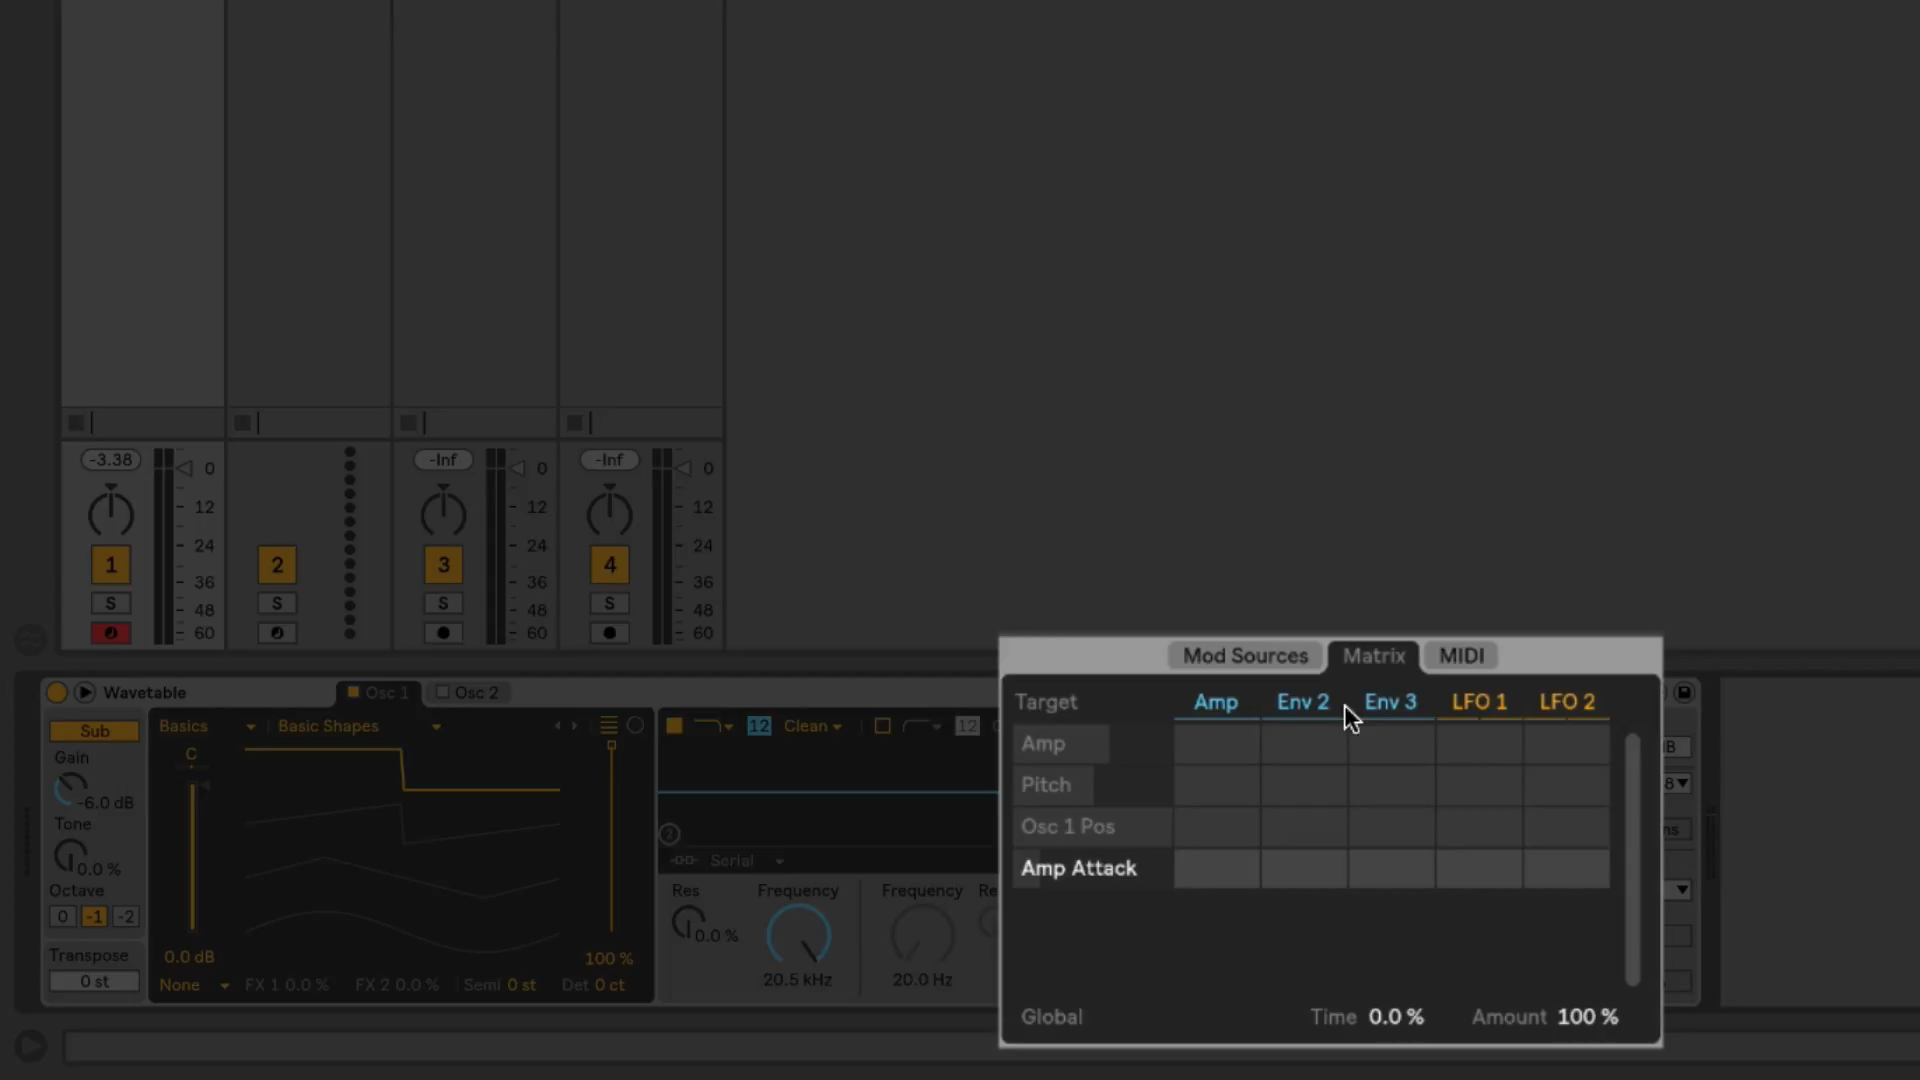 -3.38 0 -Inf 0 -Inf 0
12 12 12
24 24 24
1 2 3 4
36 36 36
S S S S
48 48 48
60 60 60
Mod Sources Matrix MIDI
Wavetable Osc 1 Osc 2
Target Amp Env 2 Env 3 LFO 1 LFO 2
Sub Basics Basic Shapes 12 Clean 12
Amp
Gain C
Pitch
-6.0 dB
Tone
Osc 1 Pos
2
0.0 %
Serial
Amp Attack
Octave Res Frequency Frequency Re
0 -1 -2
0.0 %
Transpose 0.0 dB 100 %
0 st None FX 1 0.0 % FX 2 0.0 % Semi 0 st Det 0 ct 20.5 kHz 20.0 Hz
Global Time 0.0 % Amount 100 %